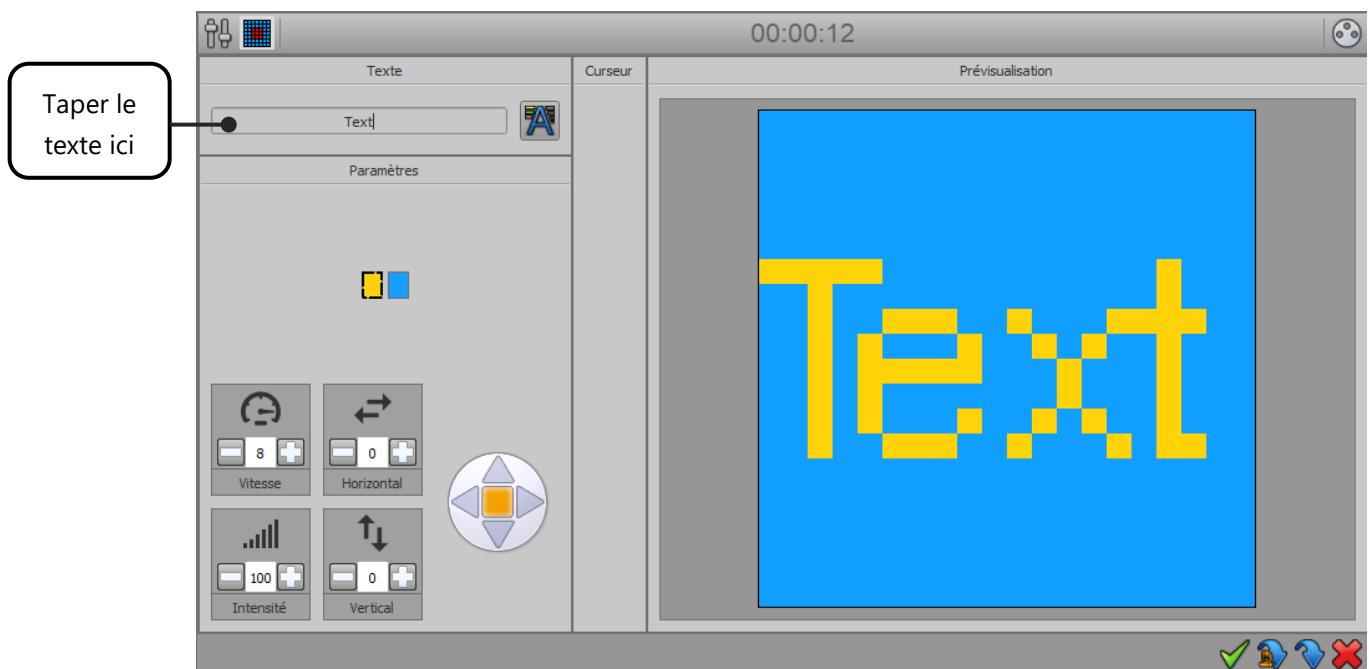 00:00:12
Texte
Curseur
Prévisualisation
Taper le
texte ici
Text
Paramètres
8
0
Vitesse
Horizontal
100
0
Intensité
Vertical
Text